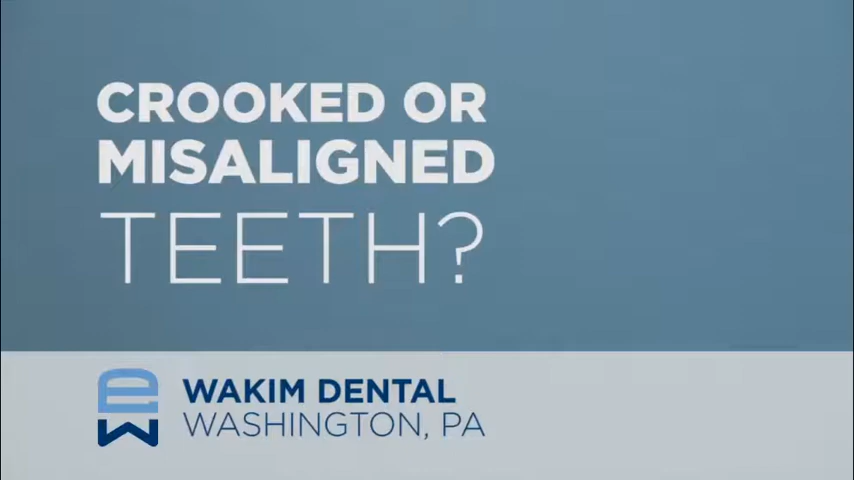 CROOKED OR
MISALIGNED
TEETH?
WAKIM DENTAL
WASHINGTON, PA